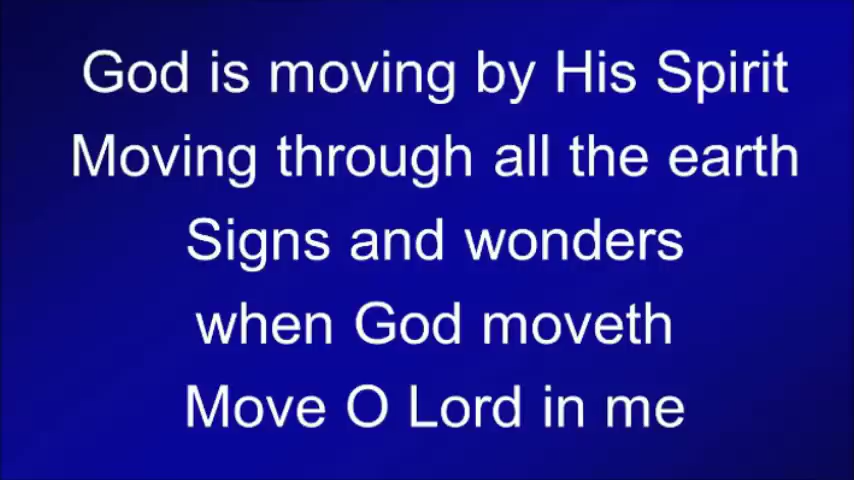 God is moving by His Spirit
Moving through all the earth
Signs and wonders
when God moveth
Move O Lord in me